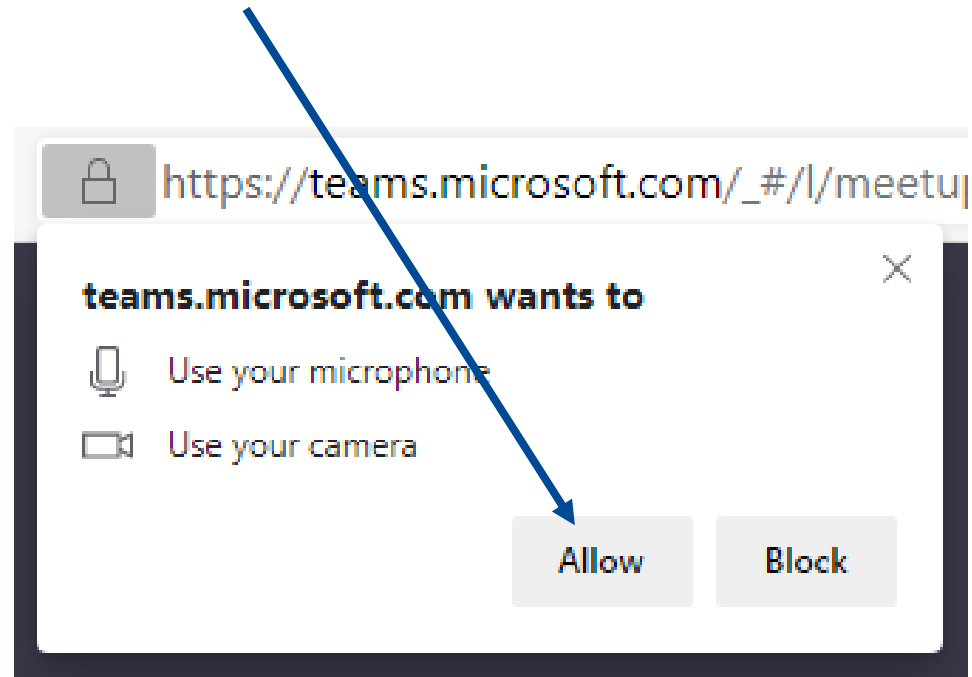 https://teams.microsoft.com/_#/l/meetup
teams.microsoft.com wants to
Use your microphone
Use your camera
Allow
Block